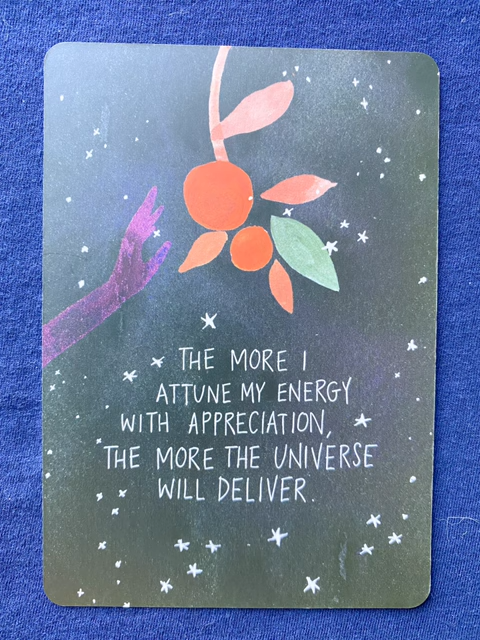 THE MORE I
ATTUNE MY ENERGY
WITH APPRECIATION,
THE MORE THE UNIVERSE
WILL DELIVER.